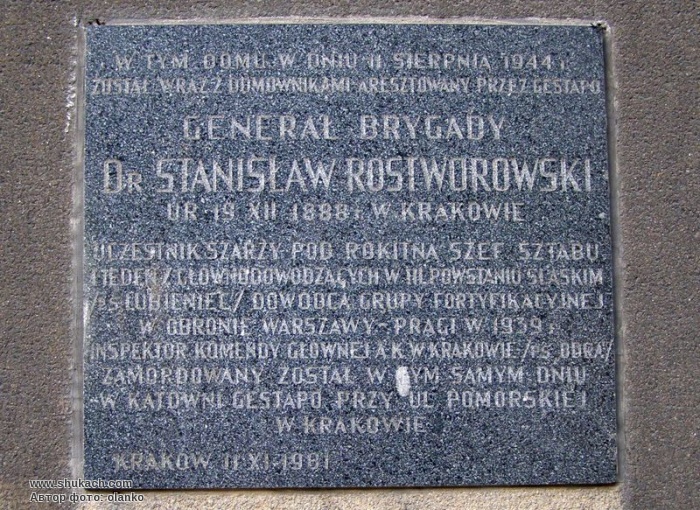 W TYM DOMU W DNIU 11 SIERPNIA 1944 r.
ZOSTAŁ WRAZ Z DOMOWNIKAMI ARESZTOWANY PRZEZ GESTAPO
GENERAŁ BRYGADY
DR STANISŁAW ROSTWOROWSKI
UR. 19 XII 1888 r. W KRAKOWIE
UCZESTNIK SZARŻY POD ROKITNĄ SZEF SZTABU
I JEDEN Z GŁÓWNODOWODZĄCYCH W III POWSTANIU ŚLĄSKIM
/PS. LUBIENIEC/ DOWÓDCA GRUPY FORTYFIKACYJNEJ
W OBRONIE WARSZAWY - PRAGI W 1939 r.
INSPEKTOR KOMENDY GŁÓWNEJ A.K. W KRAKOWIE /PS. ODRA/
ZAMORDOWANY ZOSTAŁ W TYM SAMYM DNIU
W KATOWNI GESTAPO PRZY UL. POMORSKIEJ
W KRAKOWIE
KRAKÓW 11 XI 1981
www.shukach.com
Автор фото: olanko